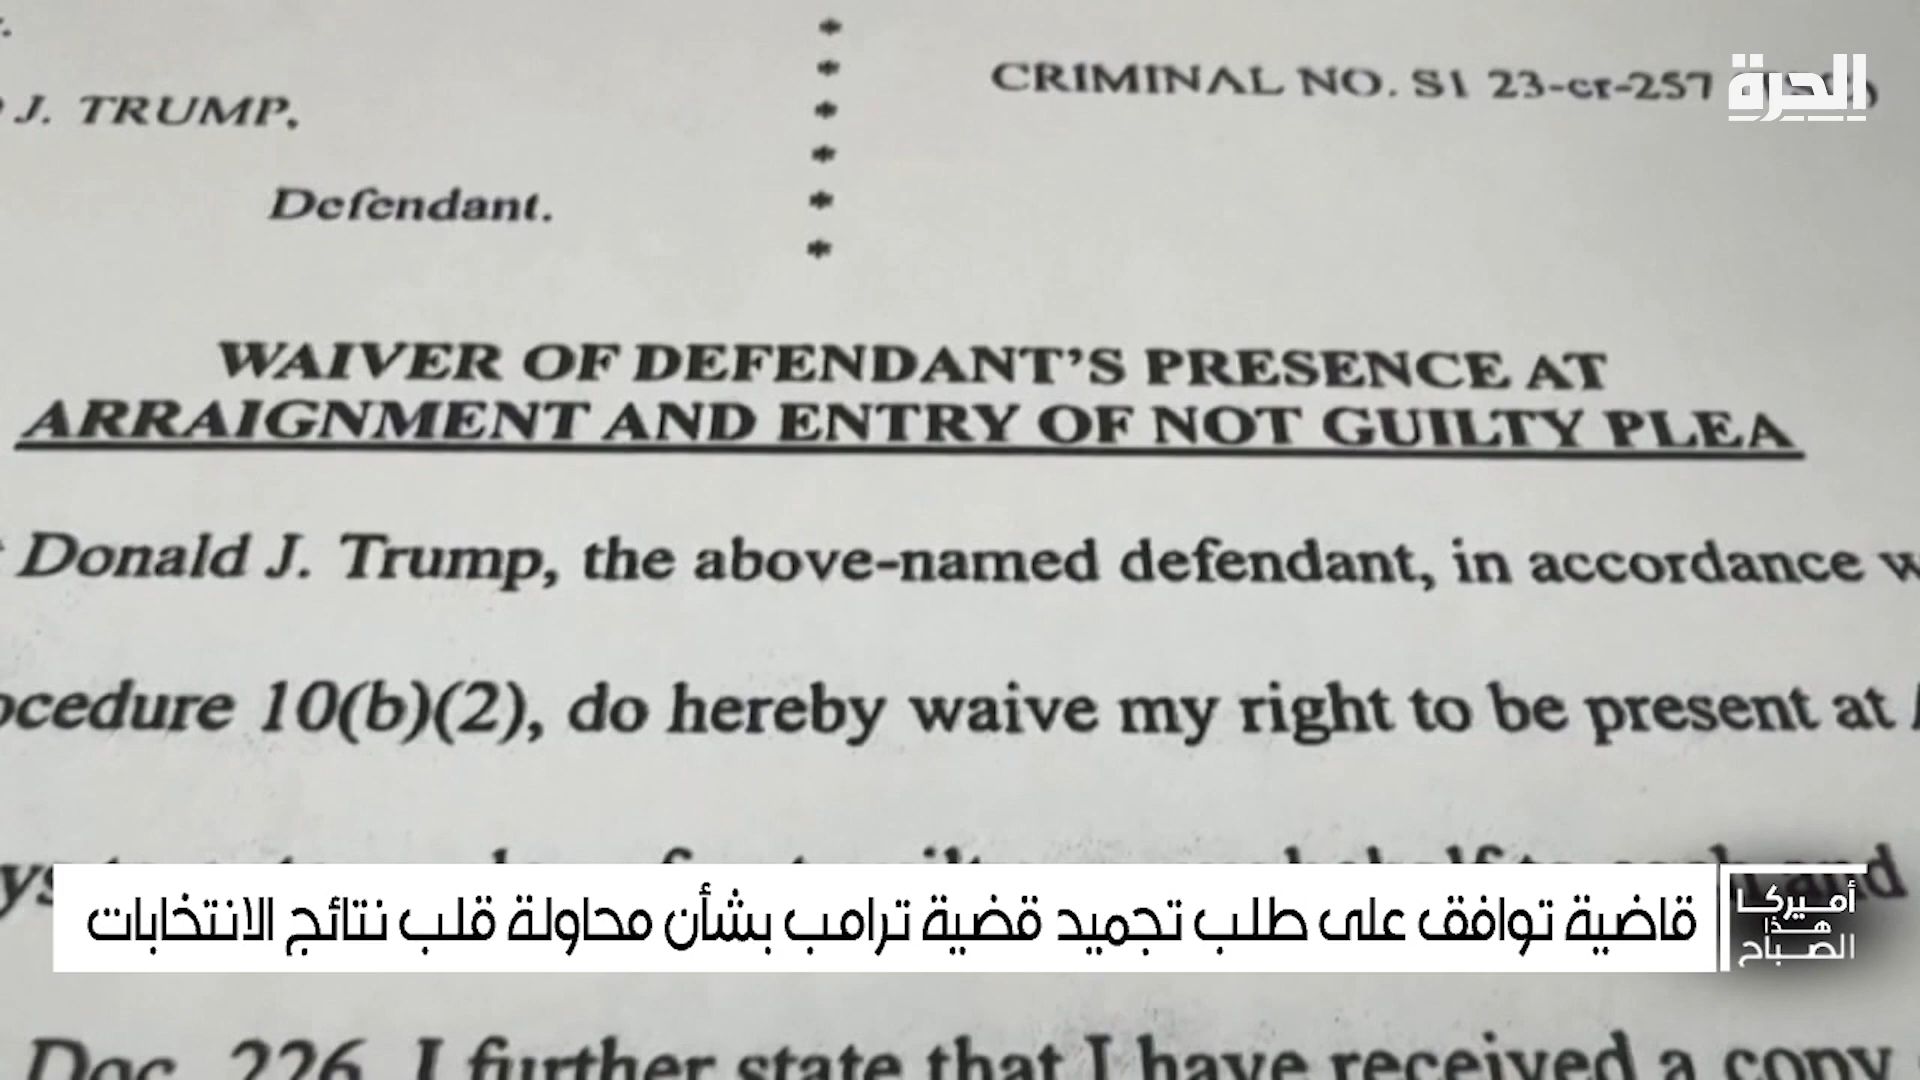 J. TRUMP,
Defendant.
*
*
*
*
*
*
CRIMINAL NO. S1 23-cr-257
الحرة
WAIVER OF DEFENDANT'S PRESENCE AT
ARRAIGNMENT AND ENTRY OF NOT GUILTY PLEA
Donald J. Trump, the above-named defendant, in accordance
10(b)(2), do hereby waive my right to be present at
and
قاضية توافق على طلب تجميد قضية ترامب بشأن محاولة قلب نتائج الانتخابات
أميركا
هذا
الصباح
Doc. 226. I further state that I have received a copy